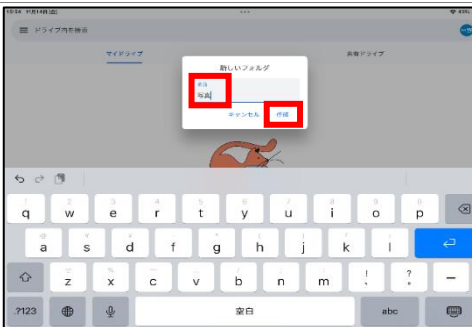 ドライブ内を検索
マイドライブ
共有ドライブ
新しいフォルダ
名前
写真
キャンセル 作成
q w e r t y u i o p
a s d f g h j k l
z x c v b n m ! , ? . –
.?123 空白 abc